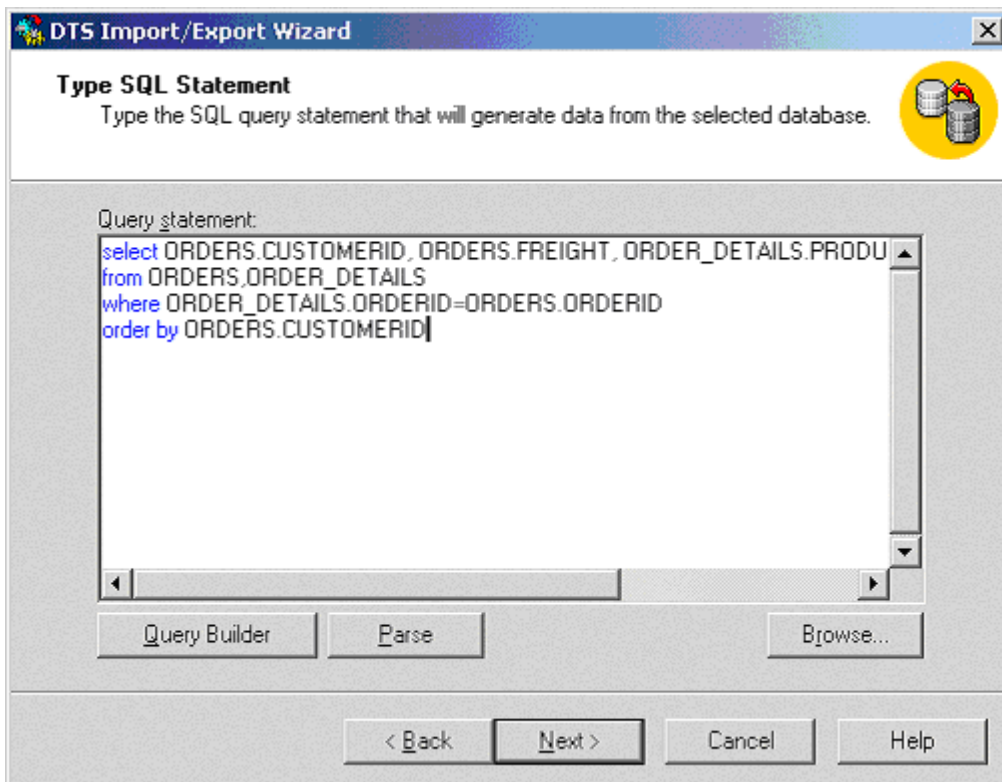 DTS Import/Export Wizard
Type SQL Statement
Type the SQL query statement that will generate data from the selected database.
Query statement:
select ORDERS.CUSTOMERID, ORDERS.FREIGHT, ORDER_DETAILS.PRODU
from ORDERS,ORDER_DETAILS
where ORDER_DETAILS.ORDERID=ORDERS.ORDERID
order by ORDERS.CUSTOMERID
Query Builder
Parse
Browse...
< Back
Next >
Cancel
Help